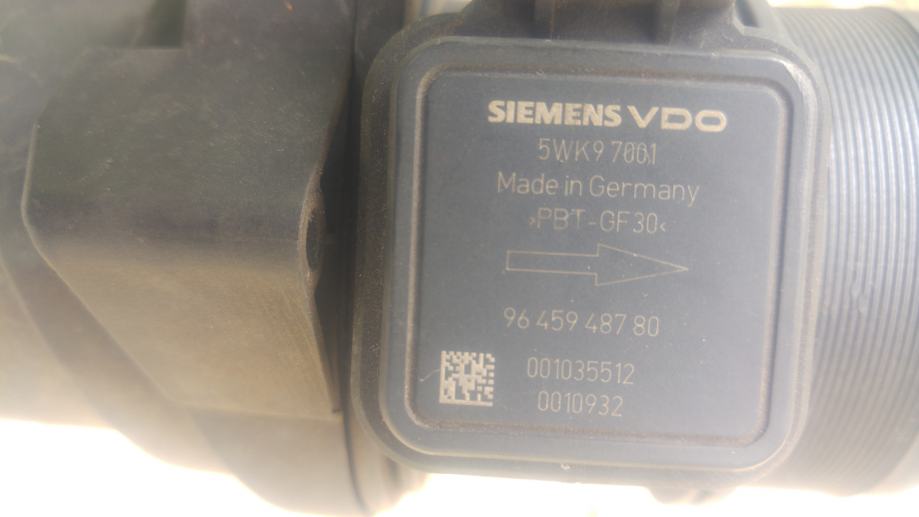 SIEMENS VDO
5WK9 7001
Made in Germany
>PBT-GF30<
96 459 487 80
001035512
0010932